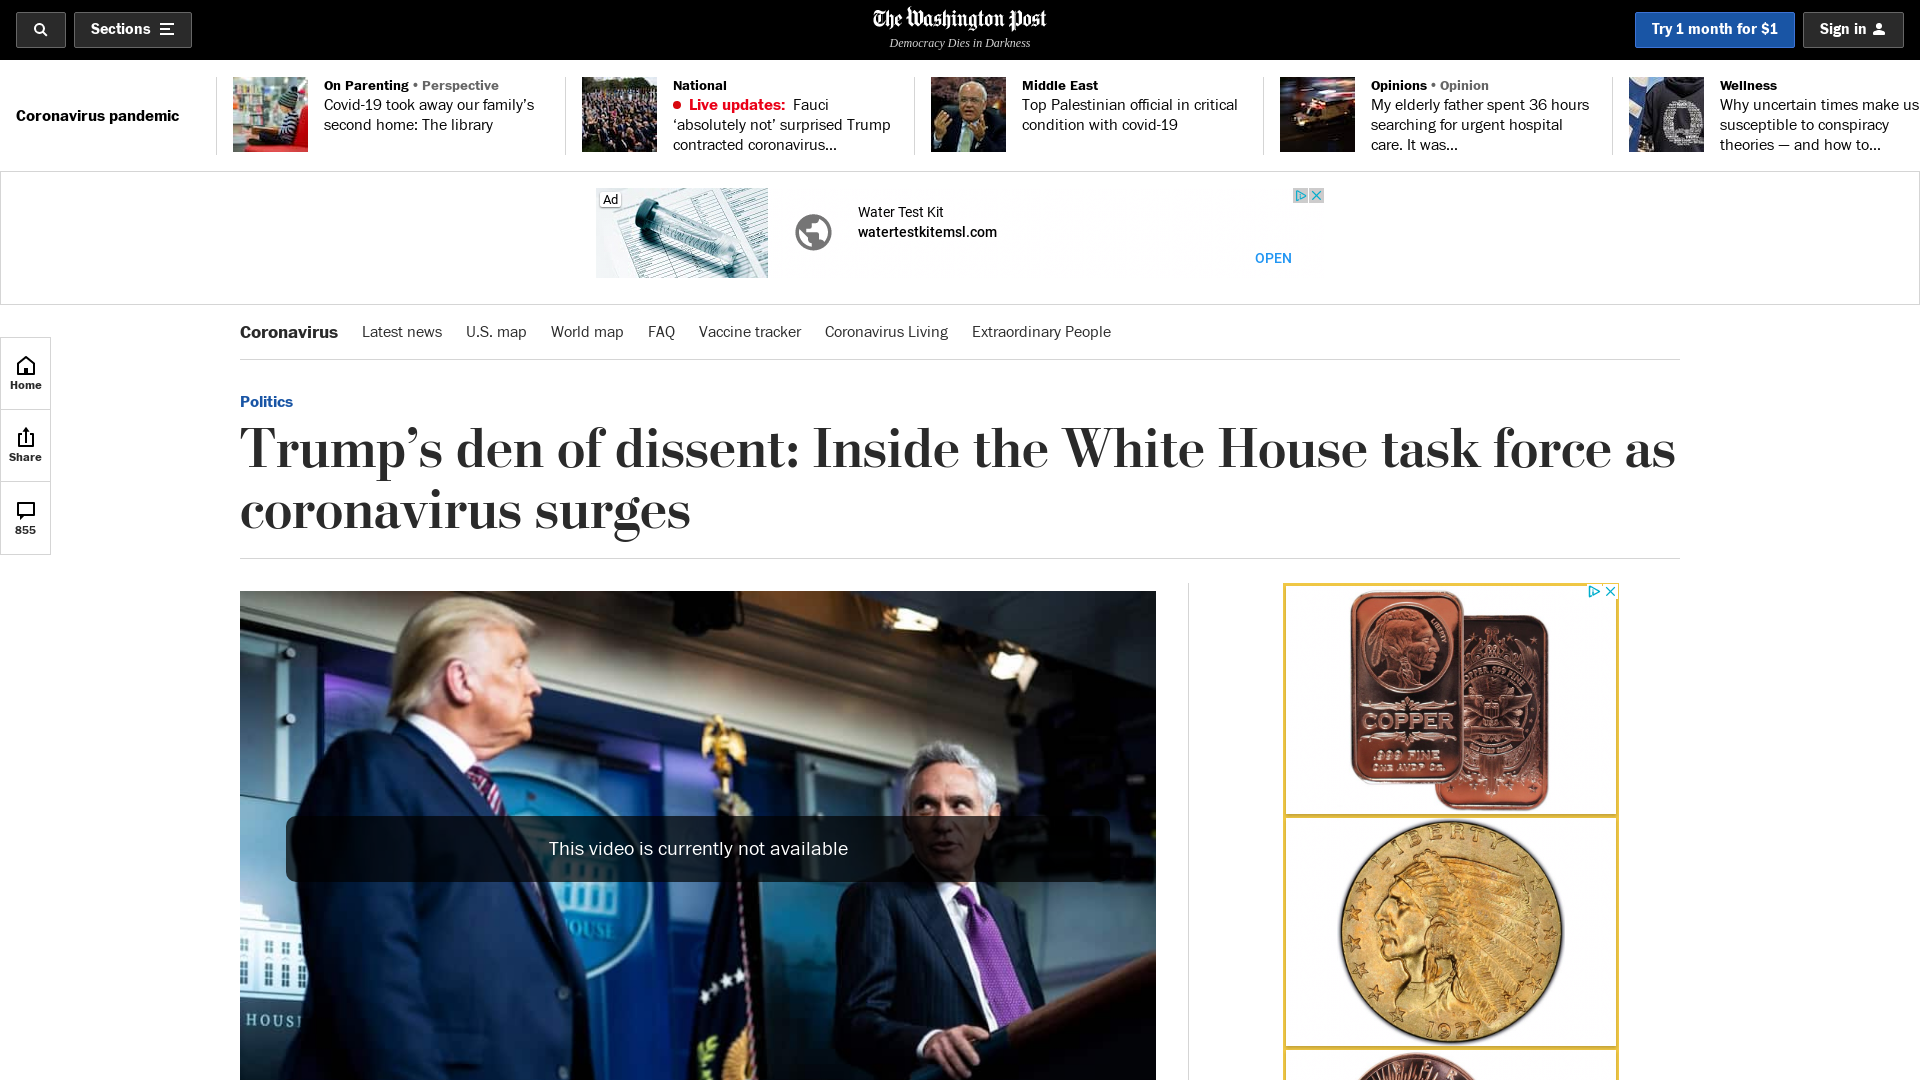 Sections
The Washington Post
Democracy Dies in Darkness
Try 1 month for $1
Sign in
Coronavirus pandemic
On Parenting • Perspective
Covid-19 took away our family’s
second home: The library
National
Live updates: Fauci
‘absolutely not’ surprised Trump
contracted coronavirus...
Middle East
Top Palestinian official in critical
condition with covid-19
Opinions • Opinion
My elderly father spent 36 hours
searching for urgent hospital
care. It was...
Wellness
Why uncertain times make us
susceptible to conspiracy
theories — and how to...
Ad
Water Test Kit
watertestkitemsl.com
OPEN
Coronavirus
Latest news
U.S. map
World map
FAQ
Vaccine tracker
Coronavirus Living
Extraordinary People
Home
Share
855
Politics
Trump’s den of dissent: Inside the White House task force as
coronavirus surges
This video is currently not available
HOUSE
HOUS
LIBERTY
COPPER
.999 FINE
ONE AVDP Oz.
LIBERTY
1927